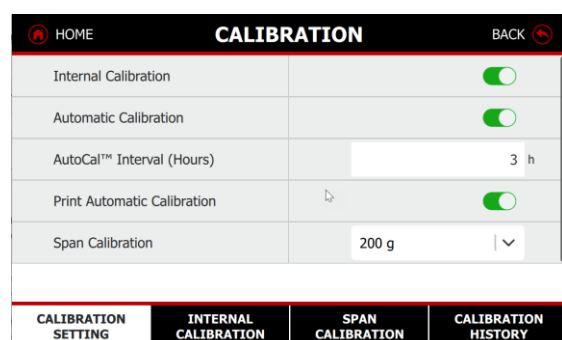 HOME CALIBRATION BACK
Internal Calibration
Automatic Calibration
AutoCal™ Interval (Hours) 3 h
Print Automatic Calibration
Span Calibration 200 g
CALIBRATION SETTING
INTERNAL CALIBRATION
SPAN CALIBRATION
CALIBRATION HISTORY